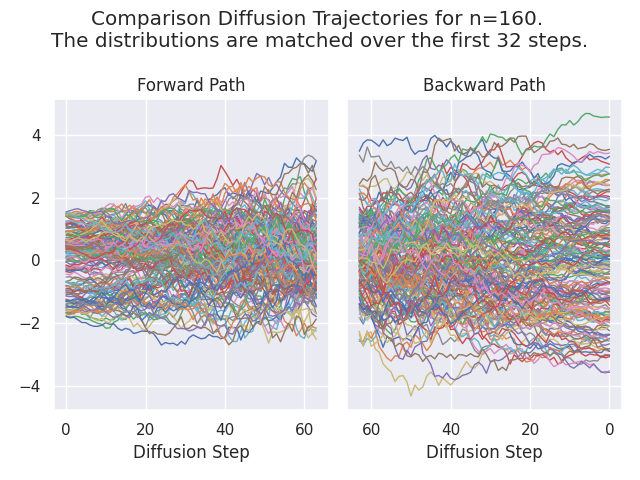 Comparison Diffusion Trajectories for n=160.
The distributions are matched over the first 32 steps.
Forward Path
Backward Path
4
2
0
−2
−4
0 20 40 60
60 40 20 0
Diffusion Step
Diffusion Step